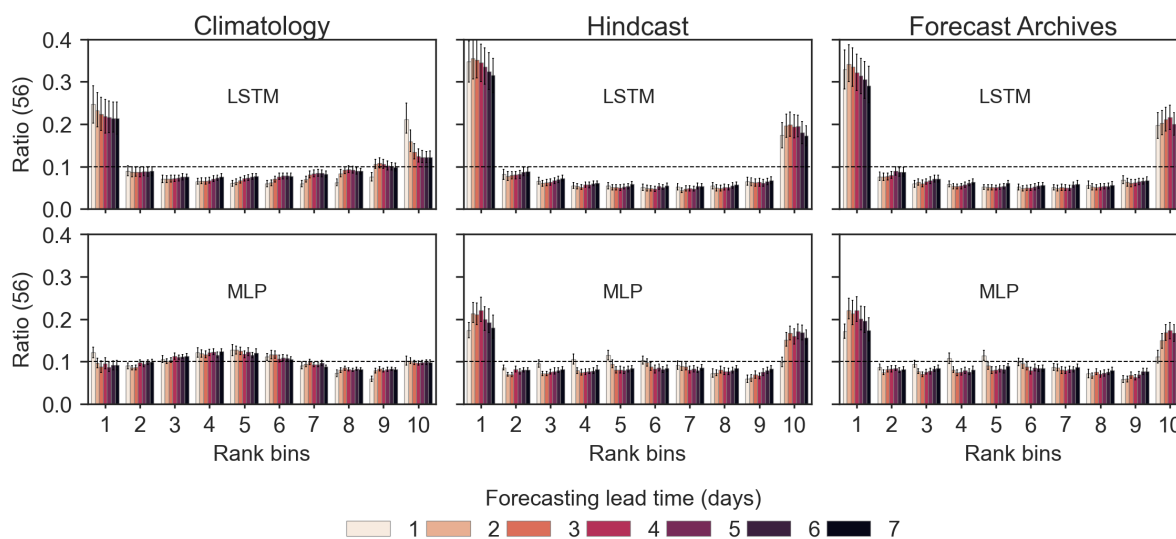 Climatology
Hindcast
Forecast Archives
Ratio (56)
0.4
0.3
0.2
0.1
0.0
LSTM
LSTM
LSTM
Ratio (56)
0.4
0.3
0.2
0.1
0.0
MLP
MLP
MLP
1 2 3 4 5 6 7 8 9 10
1 2 3 4 5 6 7 8 9 10
1 2 3 4 5 6 7 8 9 10
Rank bins
Rank bins
Rank bins
Forecasting lead time (days)
1 2 3 4 5 6 7